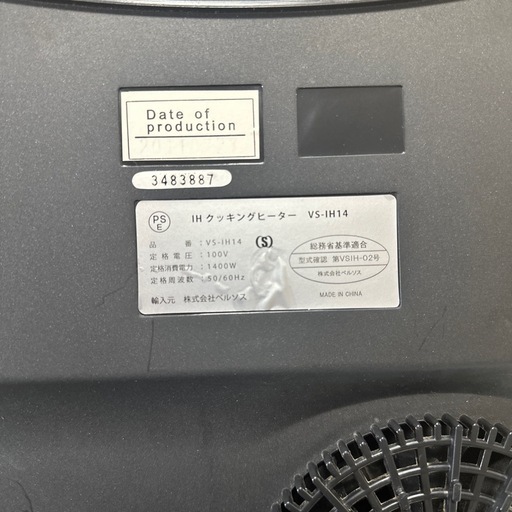 Date of
production
3483887
PS
E
IH クッキングヒーター VS-IH14
品 番 : VS-IH14 (S)
定 格 電 圧 : 100V
定格消費電力 : 1400W
定 格 周 波 数 : 50/60Hz
輸入元 株式会社ベルソス
総務省基準適合
型式確認 第VSIH-02号
株式会社ベルソス
MADE IN CHINA